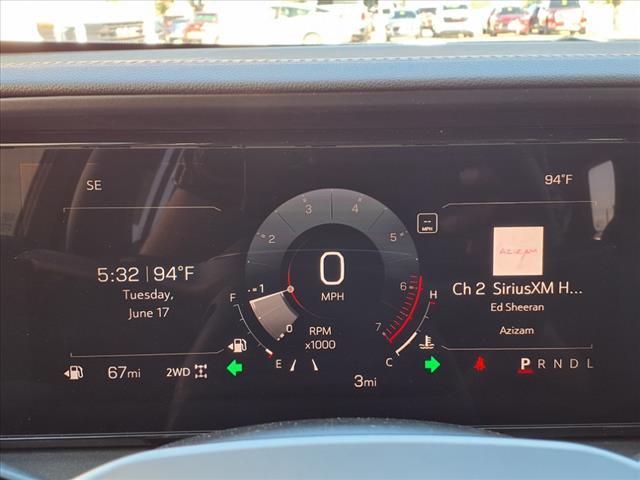 SE
94°F
5:32 | 94°F
Tuesday,
June 17
67mi
2WD
0
1
2
3
4
5
6
7
0
MPH
RPM
x1000
F
E
H
C
3mi
--
MPH
AZIZAM
Ch 2 SiriusXM H...
Ed Sheeran
Azizam
P R N D L